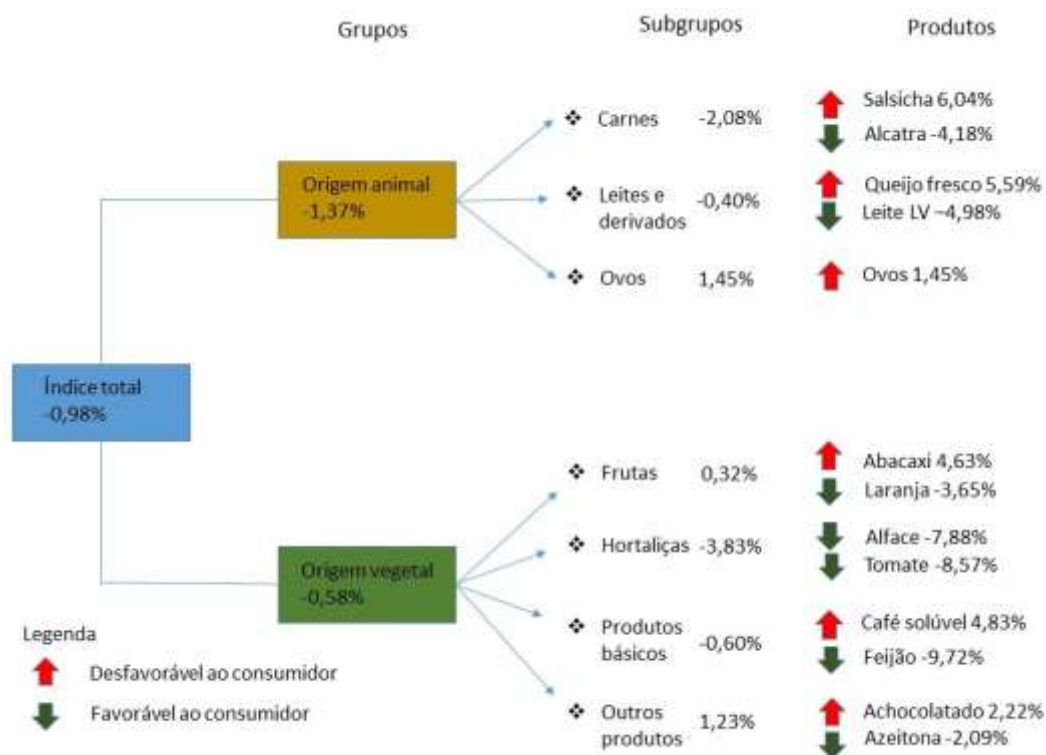 Grupos
Subgrupos
Produtos
Origem animal
-1,37%
Carnes -2,08%
Salsicha 6,04%
Alcatra -4,18%
Leites e
derivados
-0,40%
Queijo fresco 5,59%
Leite LV –4,98%
Ovos 1,45%
Ovos 1,45%
Índice total
-0,98%
Origem vegetal
-0,58%
Frutas 0,32%
Abacaxi 4,63%
Laranja -3,65%
Hortaliças -3,83%
Alface -7,88%
Tomate -8,57%
Produtos
básicos
-0,60%
Café solúvel 4,83%
Feijão -9,72%
Outros
produtos
1,23%
Achocolatado 2,22%
Azeitona -2,09%
Legenda
Desfavorável ao consumidor
Favorável ao consumidor